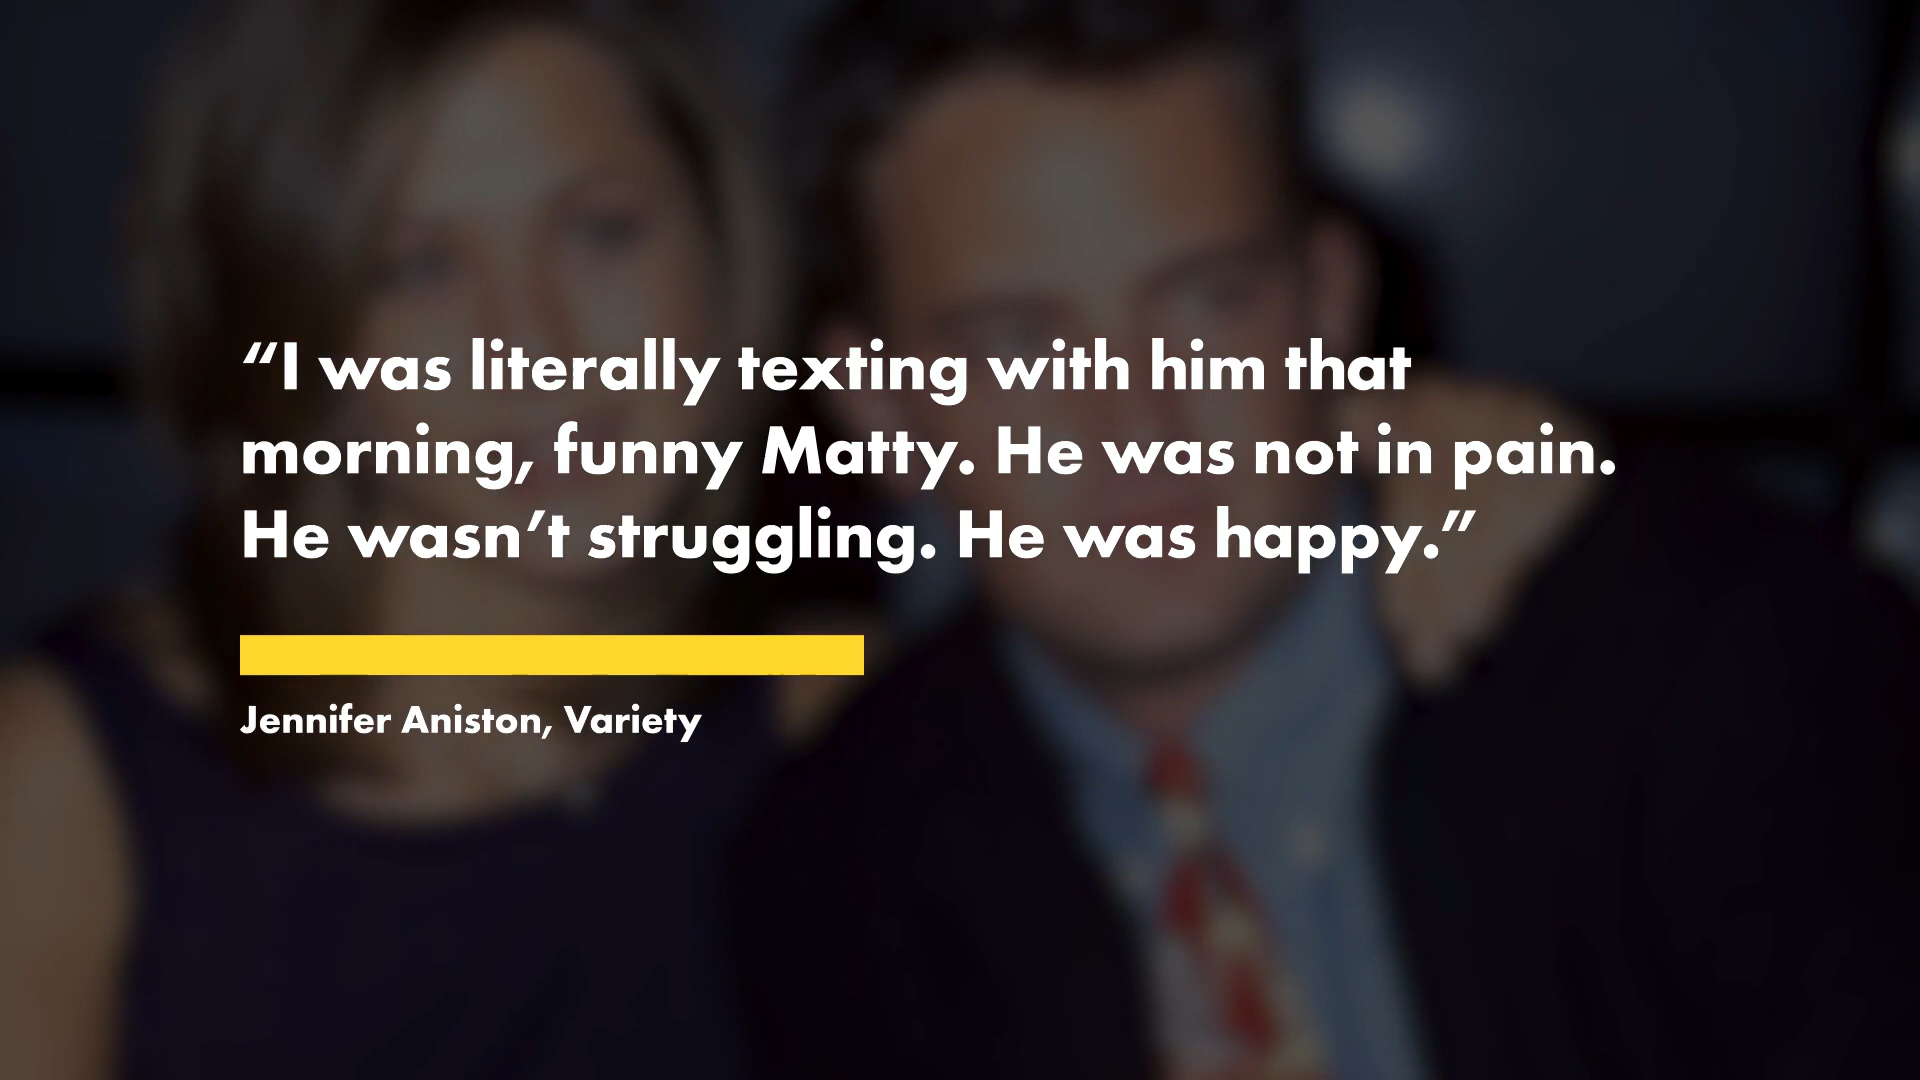 “I was literally texting with him that
morning, funny Matty. He was not in pain.
He wasn’t struggling. He was happy.”
Jennifer Aniston, Variety